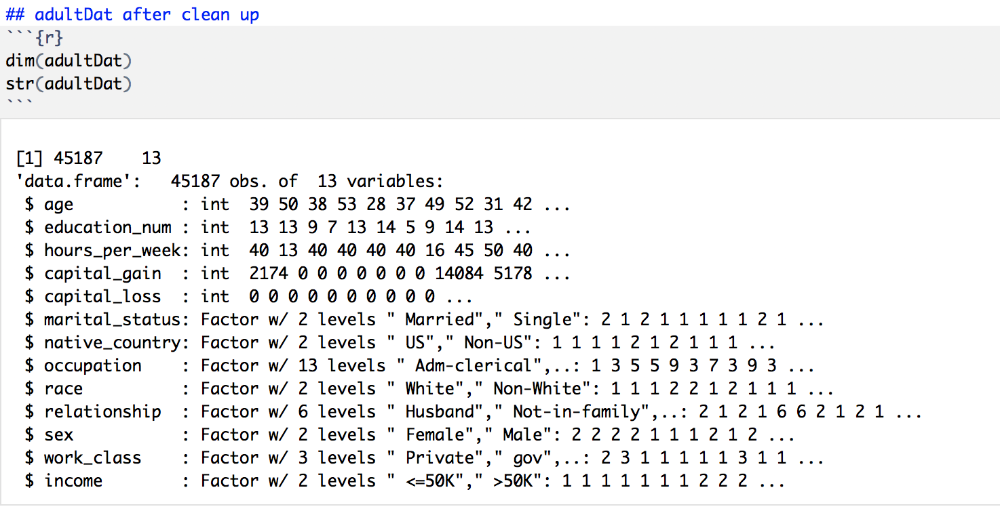 ## adultDat after clean up
```{r}
dim(adultDat)
str(adultDat)
```
[1] 45187    13
'data.frame':   45187 obs. of  13 variables:
 $ age           : int  39 50 38 53 28 37 49 52 31 42 ...
 $ education_num : int  13 13 9 7 13 14 5 9 14 13 ...
 $ hours_per_week: int  40 13 40 40 40 40 16 45 50 40 ...
 $ capital_gain  : int  2174 0 0 0 0 0 0 0 14084 5178 ...
 $ capital_loss  : int  0 0 0 0 0 0 0 0 0 0 ...
 $ marital_status: Factor w/ 2 levels " Married"," Single": 2 1 2 1 1 1 1 1 2 1 ...
 $ native_country: Factor w/ 2 levels " US"," Non-US": 1 1 1 1 2 1 2 1 1 1 ...
 $ occupation    : Factor w/ 13 levels " Adm-clerical",..: 1 3 5 5 9 3 7 3 9 3 ...
 $ race          : Factor w/ 2 levels " White"," Non-White": 1 1 1 2 2 1 2 1 1 1 ...
 $ relationship  : Factor w/ 6 levels " Husband"," Not-in-family",..: 2 1 2 1 6 6 2 1 2 1 ...
 $ sex           : Factor w/ 2 levels " Female"," Male": 2 2 2 2 1 1 1 2 1 2 ...
 $ work_class    : Factor w/ 3 levels " Private"," gov",..: 2 3 1 1 1 1 1 3 1 1 ...
 $ income        : Factor w/ 2 levels " <=50K"," >50K": 1 1 1 1 1 1 1 2 2 2 ...